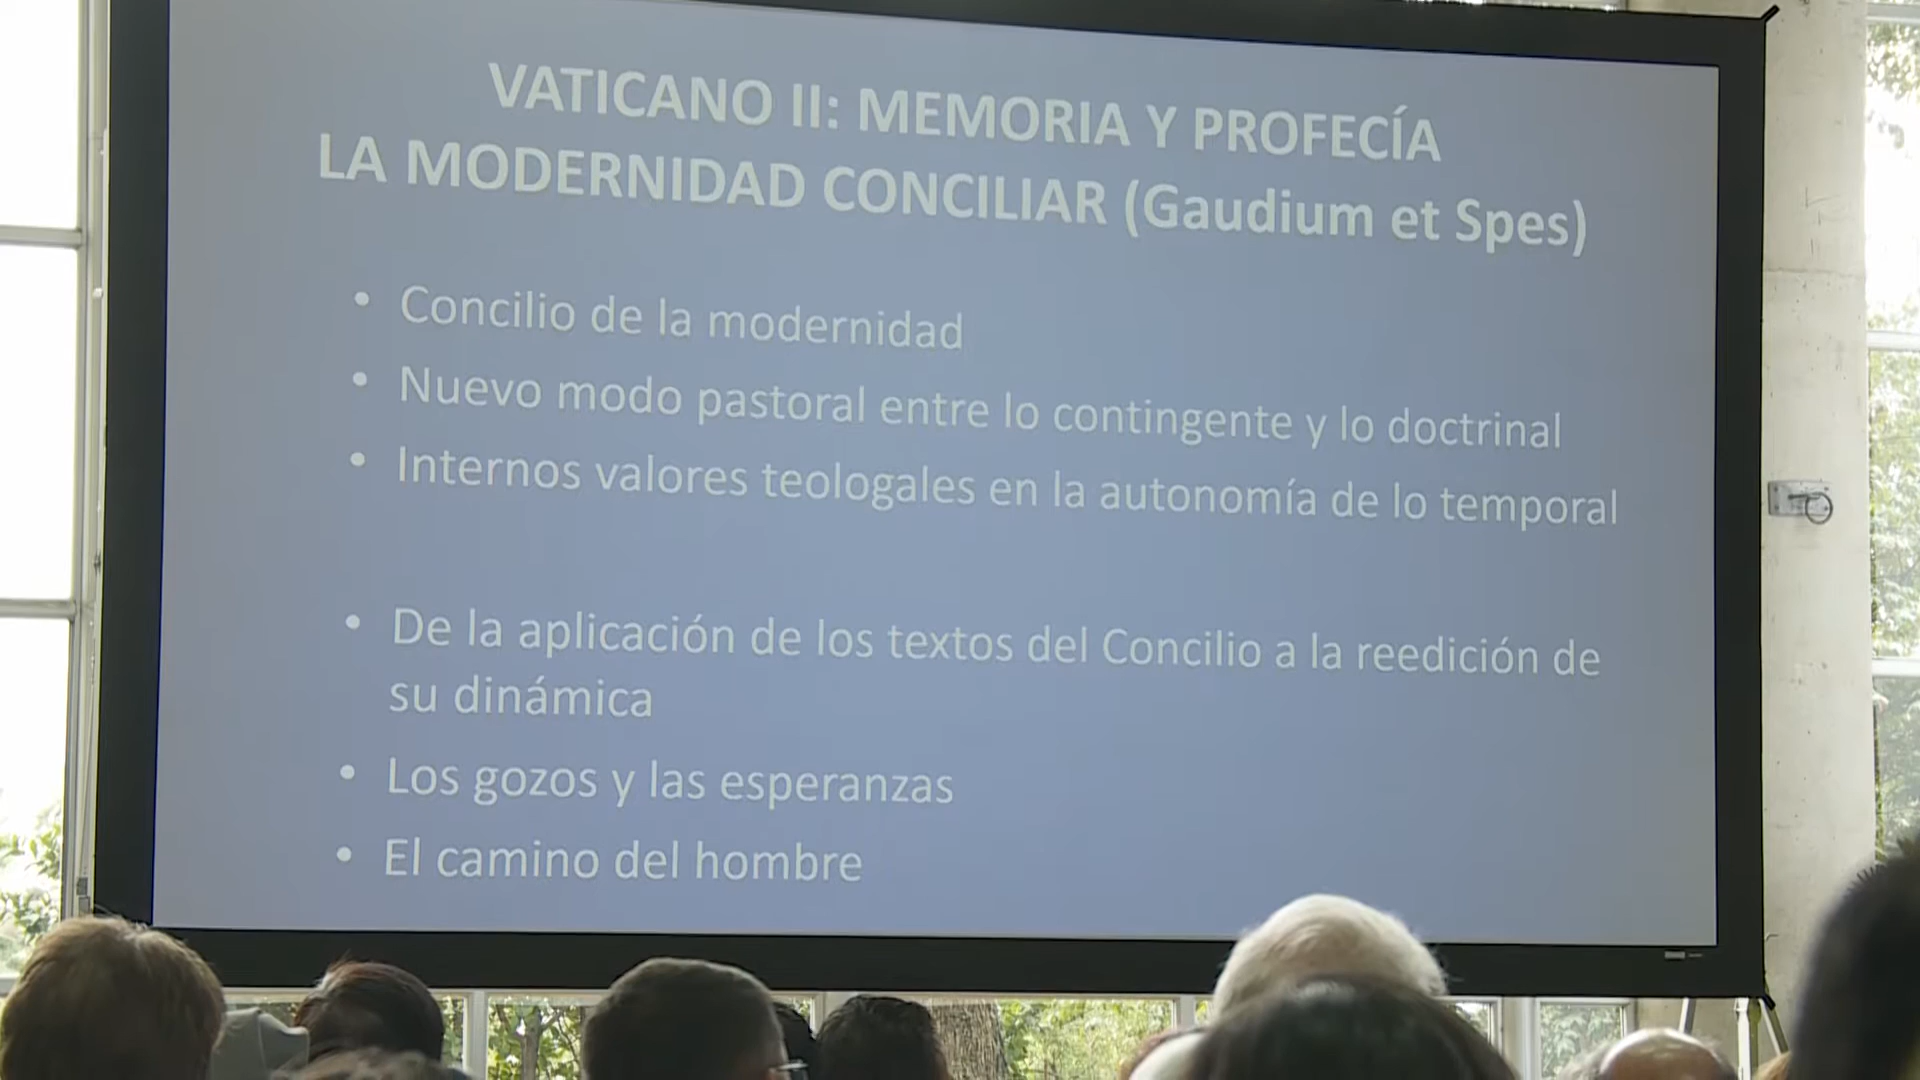 VATICANO II: MEMORIA Y PROFECÍA
LA MODERNIDAD CONCILIAR (Gaudium et Spes)
• Concilio de la modernidad
• Nuevo modo pastoral entre lo contingente y lo doctrinal
• Internos valores teologales en la autonomía de lo temporal
• De la aplicación de los textos del Concilio a la reedición de
su dinámica
• Los gozos y las esperanzas
• El camino del hombre